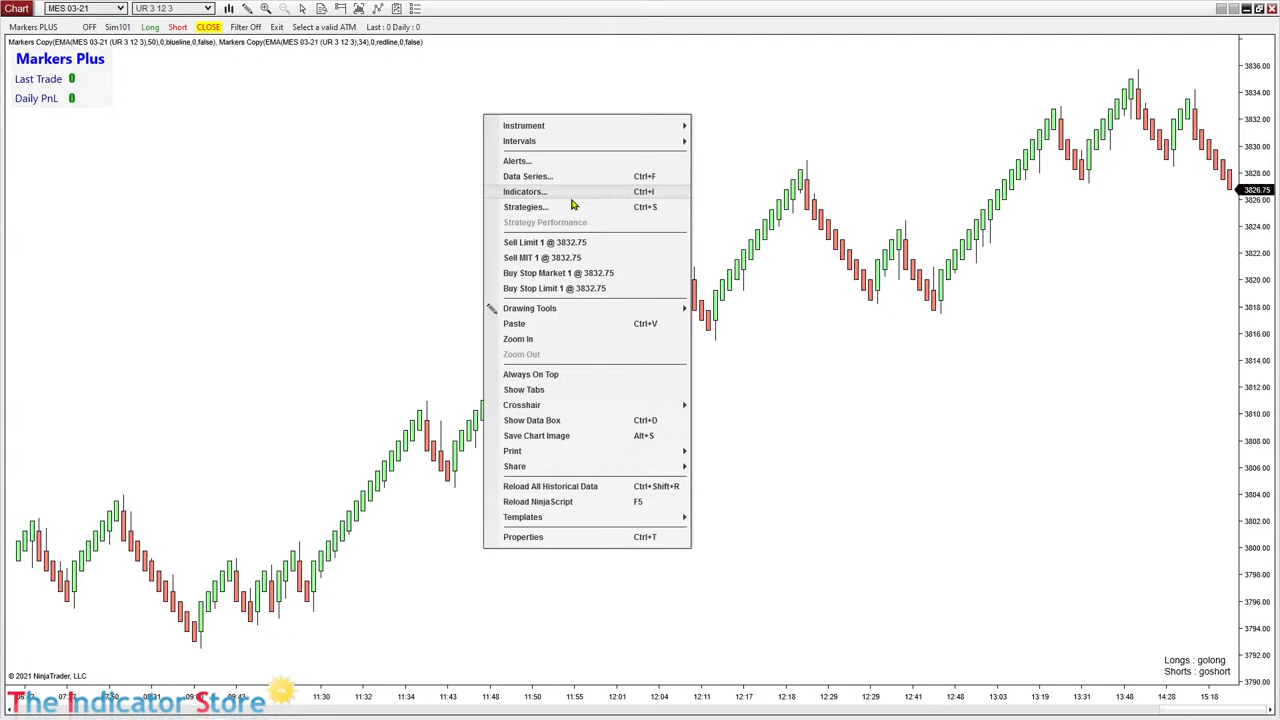 Chart MES 03-21 UR 3 12 3
Markers PLUS OFF Sim101 Long Short CLOSE Filter Off Exit Select a valid ATM Last : 0 Daily : 0
Markers Copy(EMA(MES 03-21 (UR 3 12 3),50),0,blueline,0,false), Markers Copy(EMA(MES 03-21 (UR 3 12 3),34),0,redline,0,false)
Markers Plus
Last Trade 0
Daily PnL 0
Instrument
Intervals
Alerts...
Data Series... Ctrl+F
Indicators... Ctrl+I
Strategies... Ctrl+S
Strategy Performance
Sell Limit 1 @ 3832.75
Sell MIT 1 @ 3832.75
Buy Stop Market 1 @ 3832.75
Buy Stop Limit 1 @ 3832.75
Drawing Tools
Paste Ctrl+V
Zoom In
Zoom Out
Always On Top
Show Tabs
Crosshair
Show Data Box Ctrl+D
Save Chart Image Alt+S
Print
Share
Reload All Historical Data Ctrl+Shift+R
Reload NinjaScript F5
Templates
Properties Ctrl+T
3836.00
3834.00
3832.00
3830.00
3828.00
3826.75
3826.00
3824.00
3822.00
3820.00
3818.00
3816.00
3814.00
3812.00
3810.00
3808.00
3806.00
3804.00
3802.00
3800.00
3798.00
3796.00
3794.00
3792.00
3790.00
Longs : golong
Shorts : goshort
© 2021 NinjaTrader, LLC
11:30 11:34 11:43 11:48 11:50 11:55 12:01 12:04 12:11 12:18 12:29 12:41 12:48 13:03 13:19 13:31 13:48 14:28 15:18
The Indicator Store